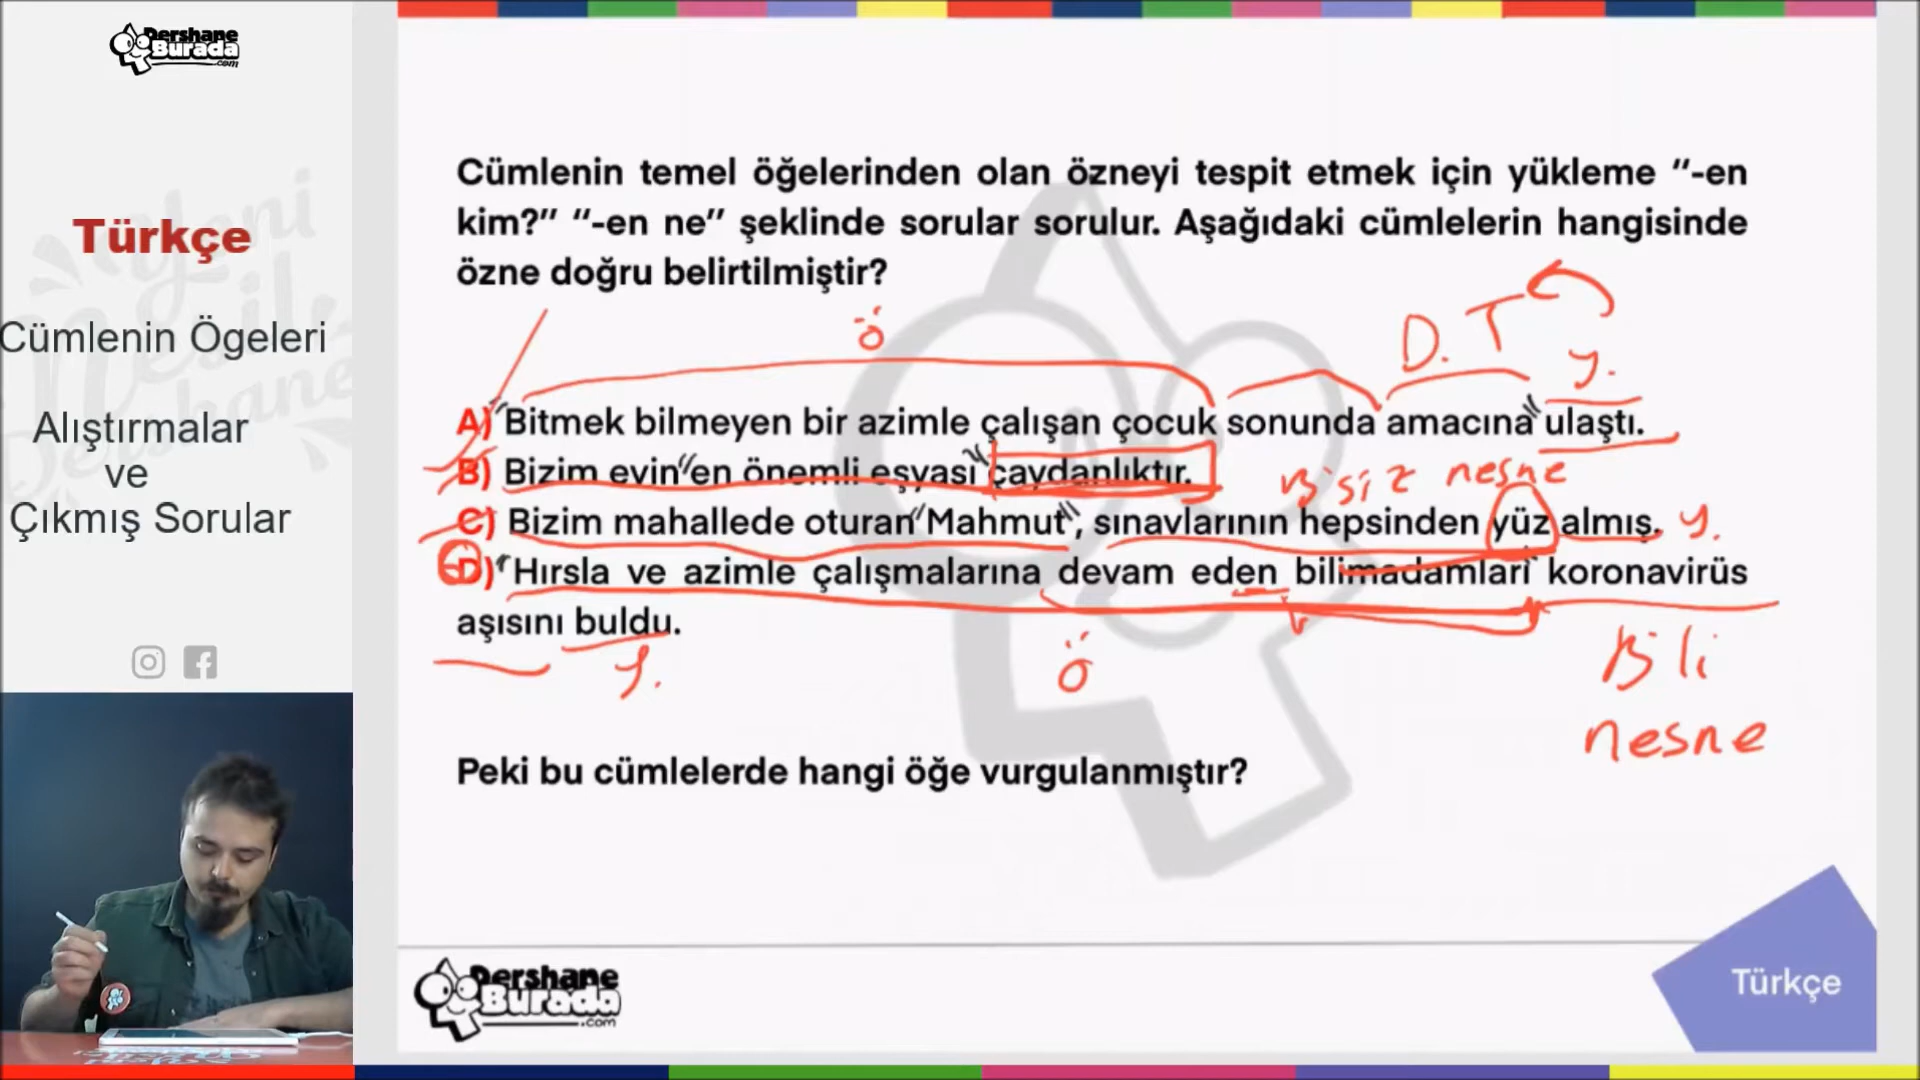 Dershane
Burada
.com
Türkçe
Cümlenin Ögeleri
Alıştırmalar
ve
Çıkmış Sorular
Cümlenin temel öğelerinden olan özneyi tespit etmek için yükleme “-en
kim?” “-en ne” şeklinde sorular sorulur. Aşağıdaki cümlelerin hangisinde
özne doğru belirtilmiştir?
ö
D.T
y.
A) "Bitmek bilmeyen bir azimle çalışan çocuk sonunda amacına" ulaştı.
B) Bizim evin "en önemli eşyası" çaydanlıktır.
B siz nesne
C) Bizim mahallede oturan "Mahmut", sınavlarının hepsinden yüz almış. y.
D) "Hırsla ve azimle çalışmalarına devam eden bilimadamları" koronavirüs
aşısını buldu.
y.
ö
B li
nesne
Peki bu cümlelerde hangi öğe vurgulanmıştır?
Dershane
Burada
.com
Türkçe